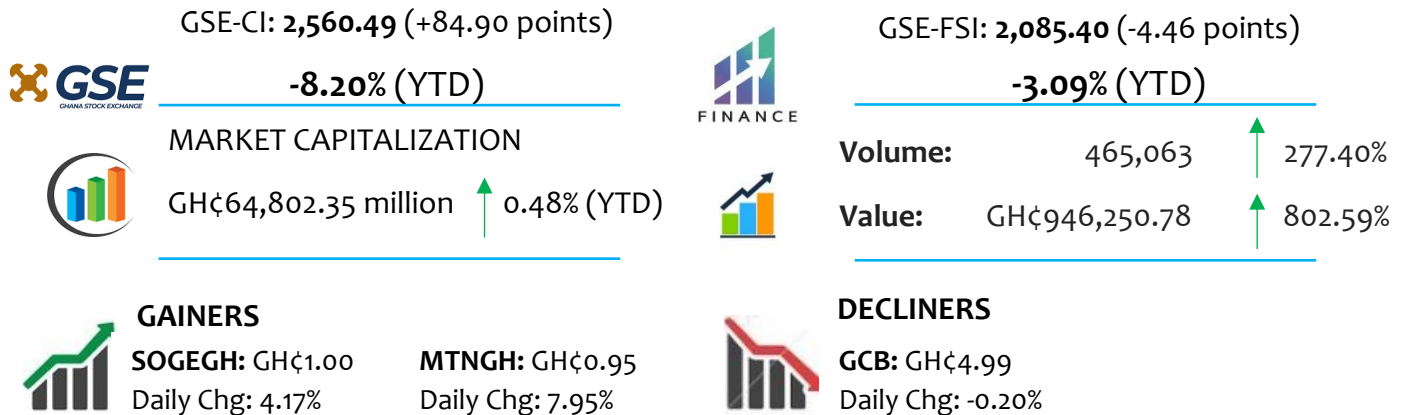 GSE-CI: 2,560.49 (+84.90 points)
-8.20% (YTD)
GSE
GHANA STOCK EXCHANGE
MARKET CAPITALIZATION
GH¢64,802.35 million 0.48% (YTD)
GSE-FSI: 2,085.40 (-4.46 points)
-3.09% (YTD)
FINANCE
Volume: 465,063 277.40%
Value: GH¢946,250.78 802.59%
GAINERS
SOGEGH: GH¢1.00 MTNGH: GH¢0.95
Daily Chg: 4.17% Daily Chg: 7.95%
DECLINERS
GCB: GH¢4.99
Daily Chg: -0.20%